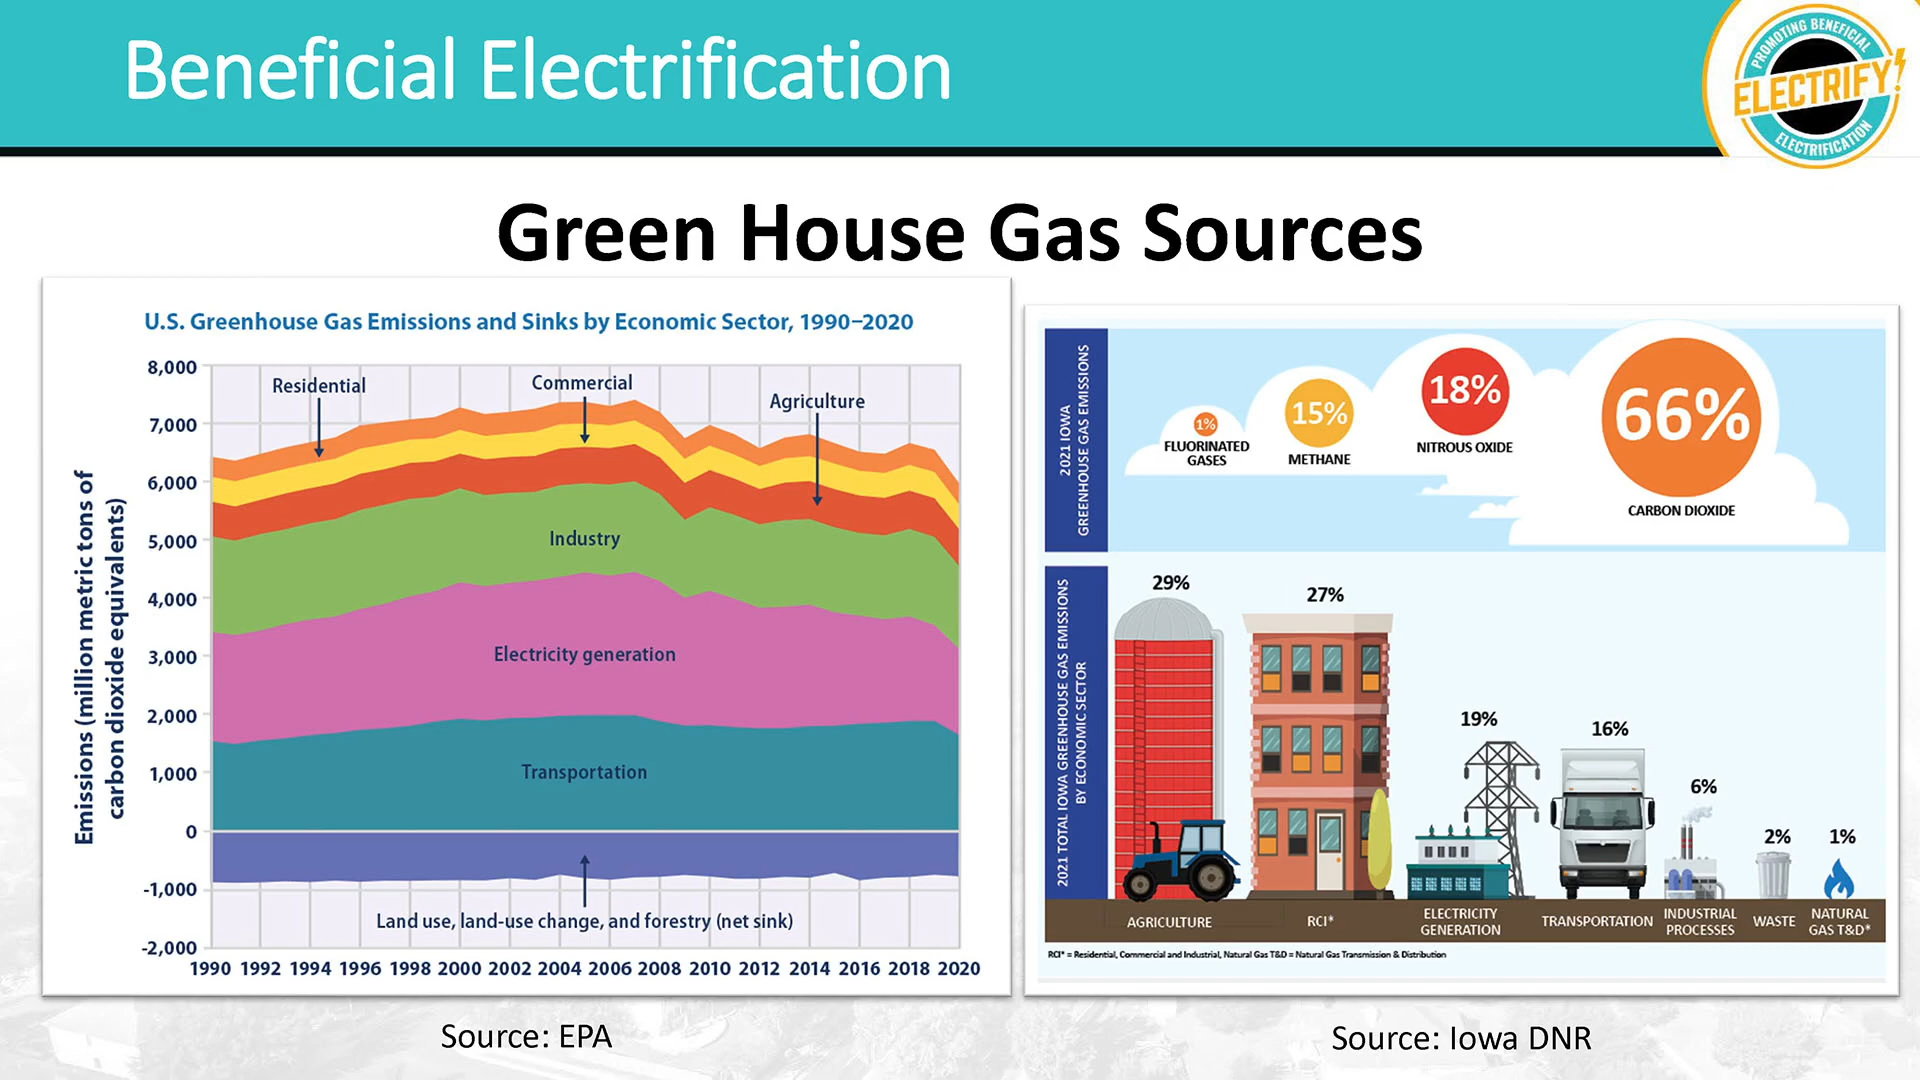 Beneficial Electrification
PROMOTING BENEFICIAL
ELECTRIFY!
ELECTRIFICATION
Green House Gas Sources
U.S. Greenhouse Gas Emissions and Sinks by Economic Sector, 1990–2020
Emissions (million metric tons of
carbon dioxide equivalents)
8,000
7,000
6,000
5,000
4,000
3,000
2,000
1,000
0
-1,000
-2,000
Residential
Commercial
Agriculture
Industry
Electricity generation
Transportation
Land use, land-use change, and forestry (net sink)
1990 1992 1994 1996 1998 2000 2002 2004 2006 2008 2010 2012 2014 2016 2018 2020
Source: EPA
2021 IOWA
GREENHOUSE GAS EMISSIONS
1%
FLUORINATED
GASES
15%
METHANE
18%
NITROUS OXIDE
66%
CARBON DIOXIDE
2021 TOTAL IOWA GREENHOUSE GAS EMISSIONS
BY ECONOMIC SECTOR
29%
27%
19%
16%
6%
2%
1%
AGRICULTURE
RCI*
ELECTRICITY
GENERATION
TRANSPORTATION
INDUSTRIAL
PROCESSES
WASTE
NATURAL
GAS T&D*
RCI* = Residential, Commercial and Industrial, Natural Gas T&D = Natural Gas Transmission & Distribution
Source: Iowa DNR